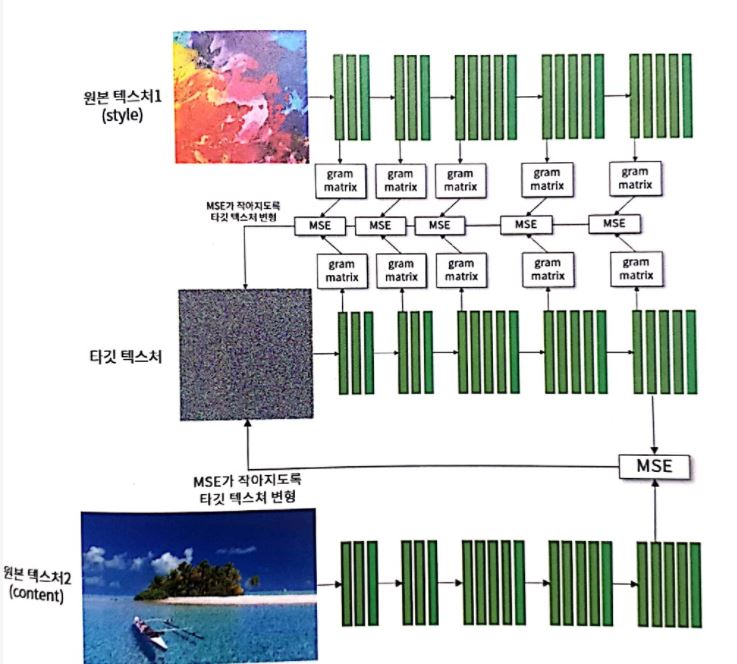 원본 텍스처1
(style)
gram
matrix
gram
matrix
gram
matrix
gram
matrix
gram
matrix
MSE가 작아지도록
타깃 텍스처 변형
MSE
MSE
MSE
MSE
MSE
gram
matrix
gram
matrix
gram
matrix
gram
matrix
gram
matrix
타깃 텍스처
MSE
MSE가 작아지도록
타깃 텍스쳐 변형
원본 텍스처2
(content)